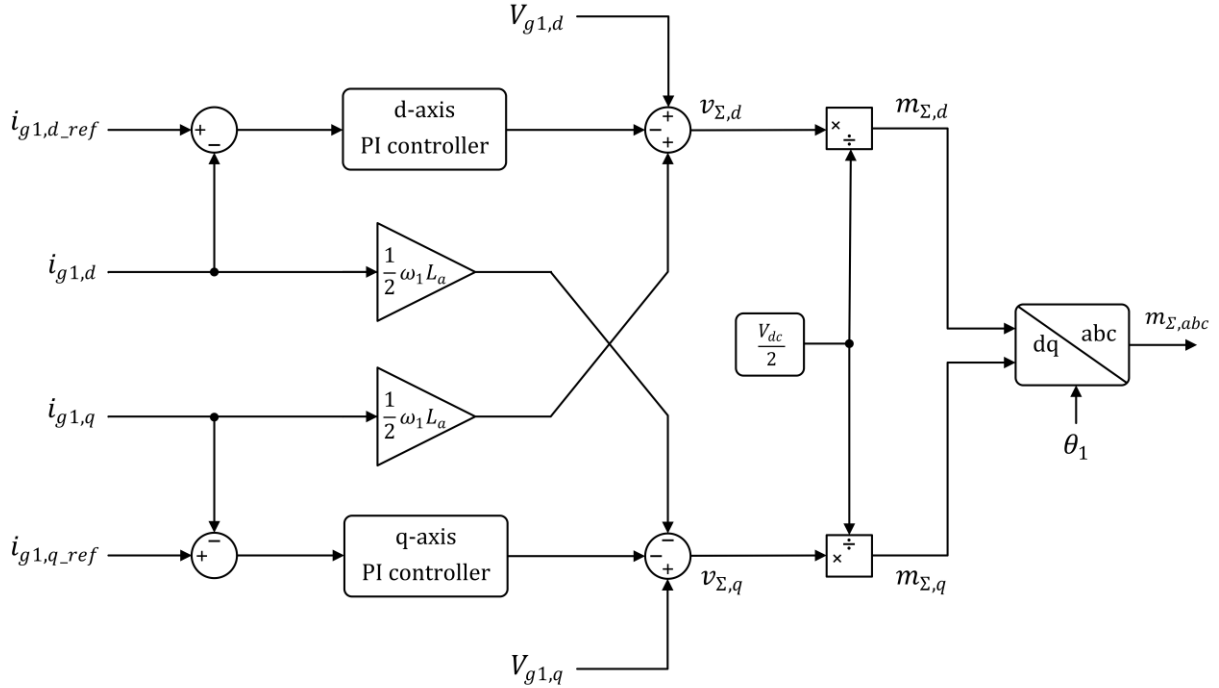 V_{g1,d}
i_{g1,d_ref}
+
−
d-axis
PI controller
+
−
+
v_{Σ,d}
×
÷
m_{Σ,d}
i_{g1,d}
1/2 ω_1 L_a
V_{dc}/2
dq
abc
m_{Σ,abc}
i_{g1,q}
1/2 ω_1 L_a
θ_1
i_{g1,q_ref}
−
+
q-axis
PI controller
−
−
+
v_{Σ,q}
÷
×
m_{Σ,q}
V_{g1,q}